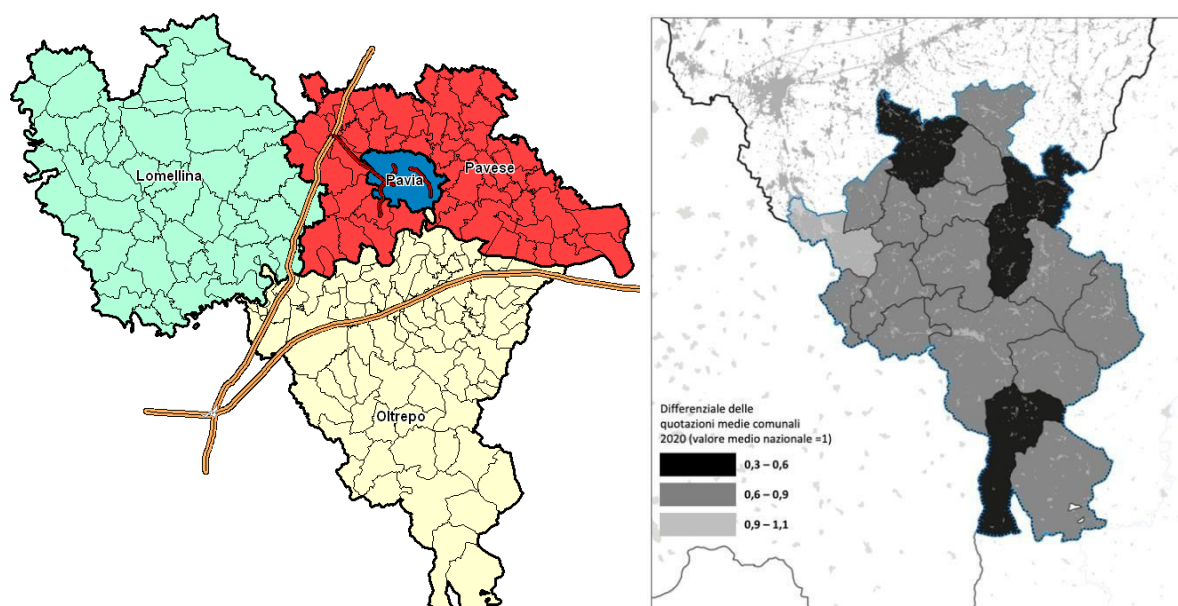 Lomellina
Pavia
Pavese
Oltrepo
Differenziale delle
quotazioni medie comunali
2020 (valore medio nazionale =1)
0,3 – 0,6
0,6 – 0,9
0,9 – 1,1